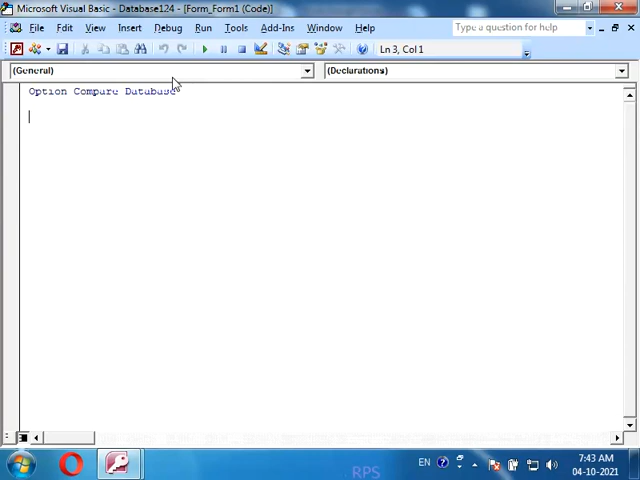 Microsoft Visual Basic - Database124 - [Form_Form1 (Code)]
File Edit View Insert Debug Run Tools Add-Ins Window Help Type a question for help
Ln 3, Col 1
(General) (Declarations)
Option Compare Database
EN 7:43 AM
04-10-2021
RPS